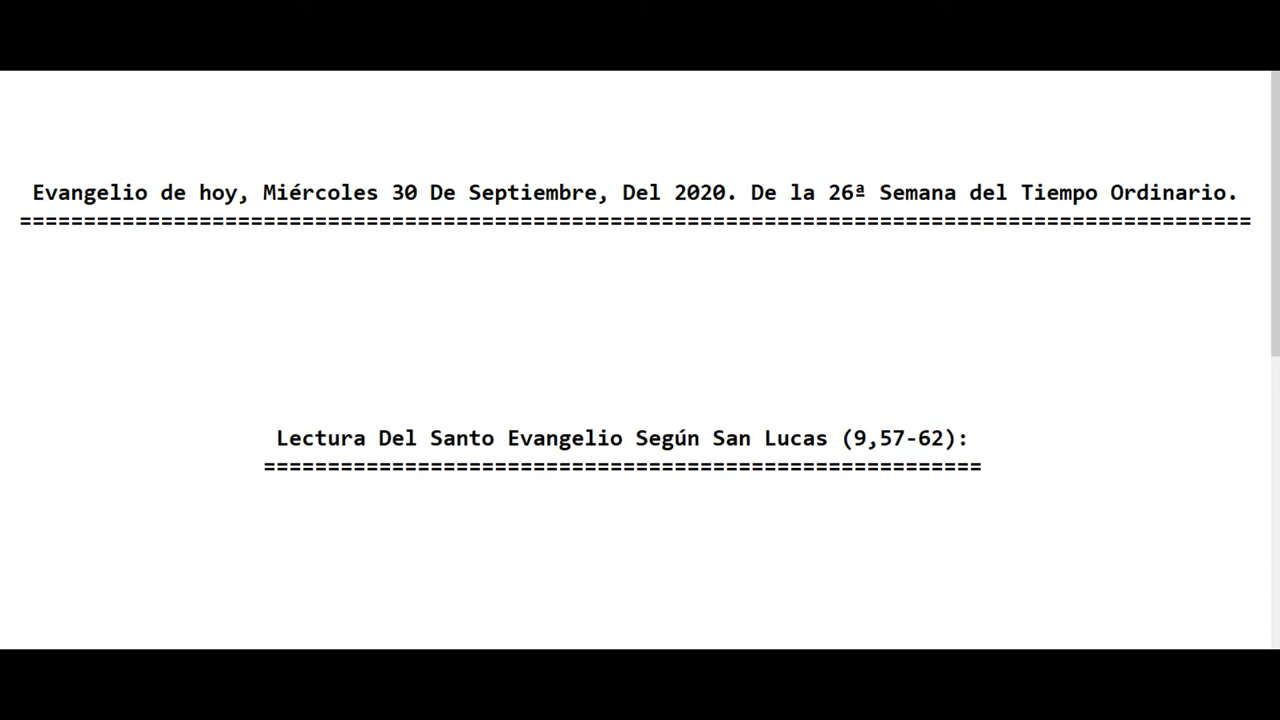 Evangelio de hoy, Miércoles 30 De Septiembre, Del 2020. De la 26ª Semana del Tiempo Ordinario.
================================================================================================
Lectura Del Santo Evangelio Según San Lucas (9,57-62):
========================================================